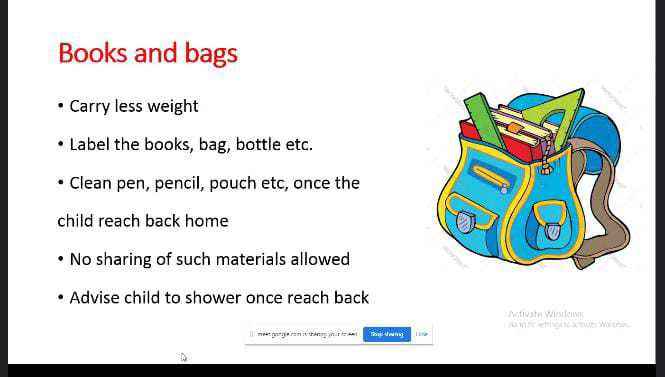 Books and bags
• Carry less weight
• Label the books, bag, bottle etc.
• Clean pen, pencil, pouch etc, once the
child reach back home
• No sharing of such materials allowed
• Advise child to shower once reach back
Activate Windows
Go to PC settings to activate Windows.
meet.google.com is sharing your screen.
Stop sharing
Hide